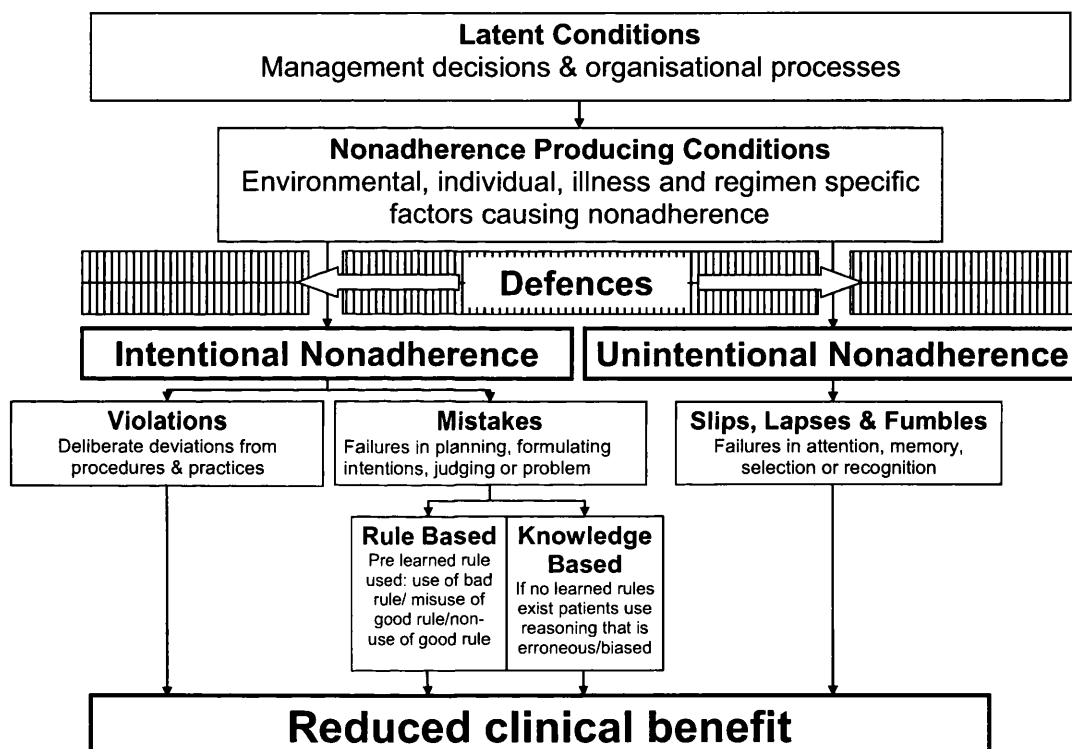 Latent Conditions
Management decisions & organisational processes
Nonadherence Producing Conditions
Environmental, individual, illness and regimen specific
factors causing nonadherence
Defences
Intentional Nonadherence
Unintentional Nonadherence
Violations
Deliberate deviations from
procedures & practices
Mistakes
Failures in planning, formulating
intentions, judging or problem
Slips, Lapses & Fumbles
Failures in attention, memory,
selection or recognition
Rule Based
Pre learned rule
used: use of bad
rule/ misuse of
good rule/non-
use of good rule
Knowledge
Based
If no learned rules
exist patients use
reasoning that is
erroneous/biased
Reduced clinical benefit